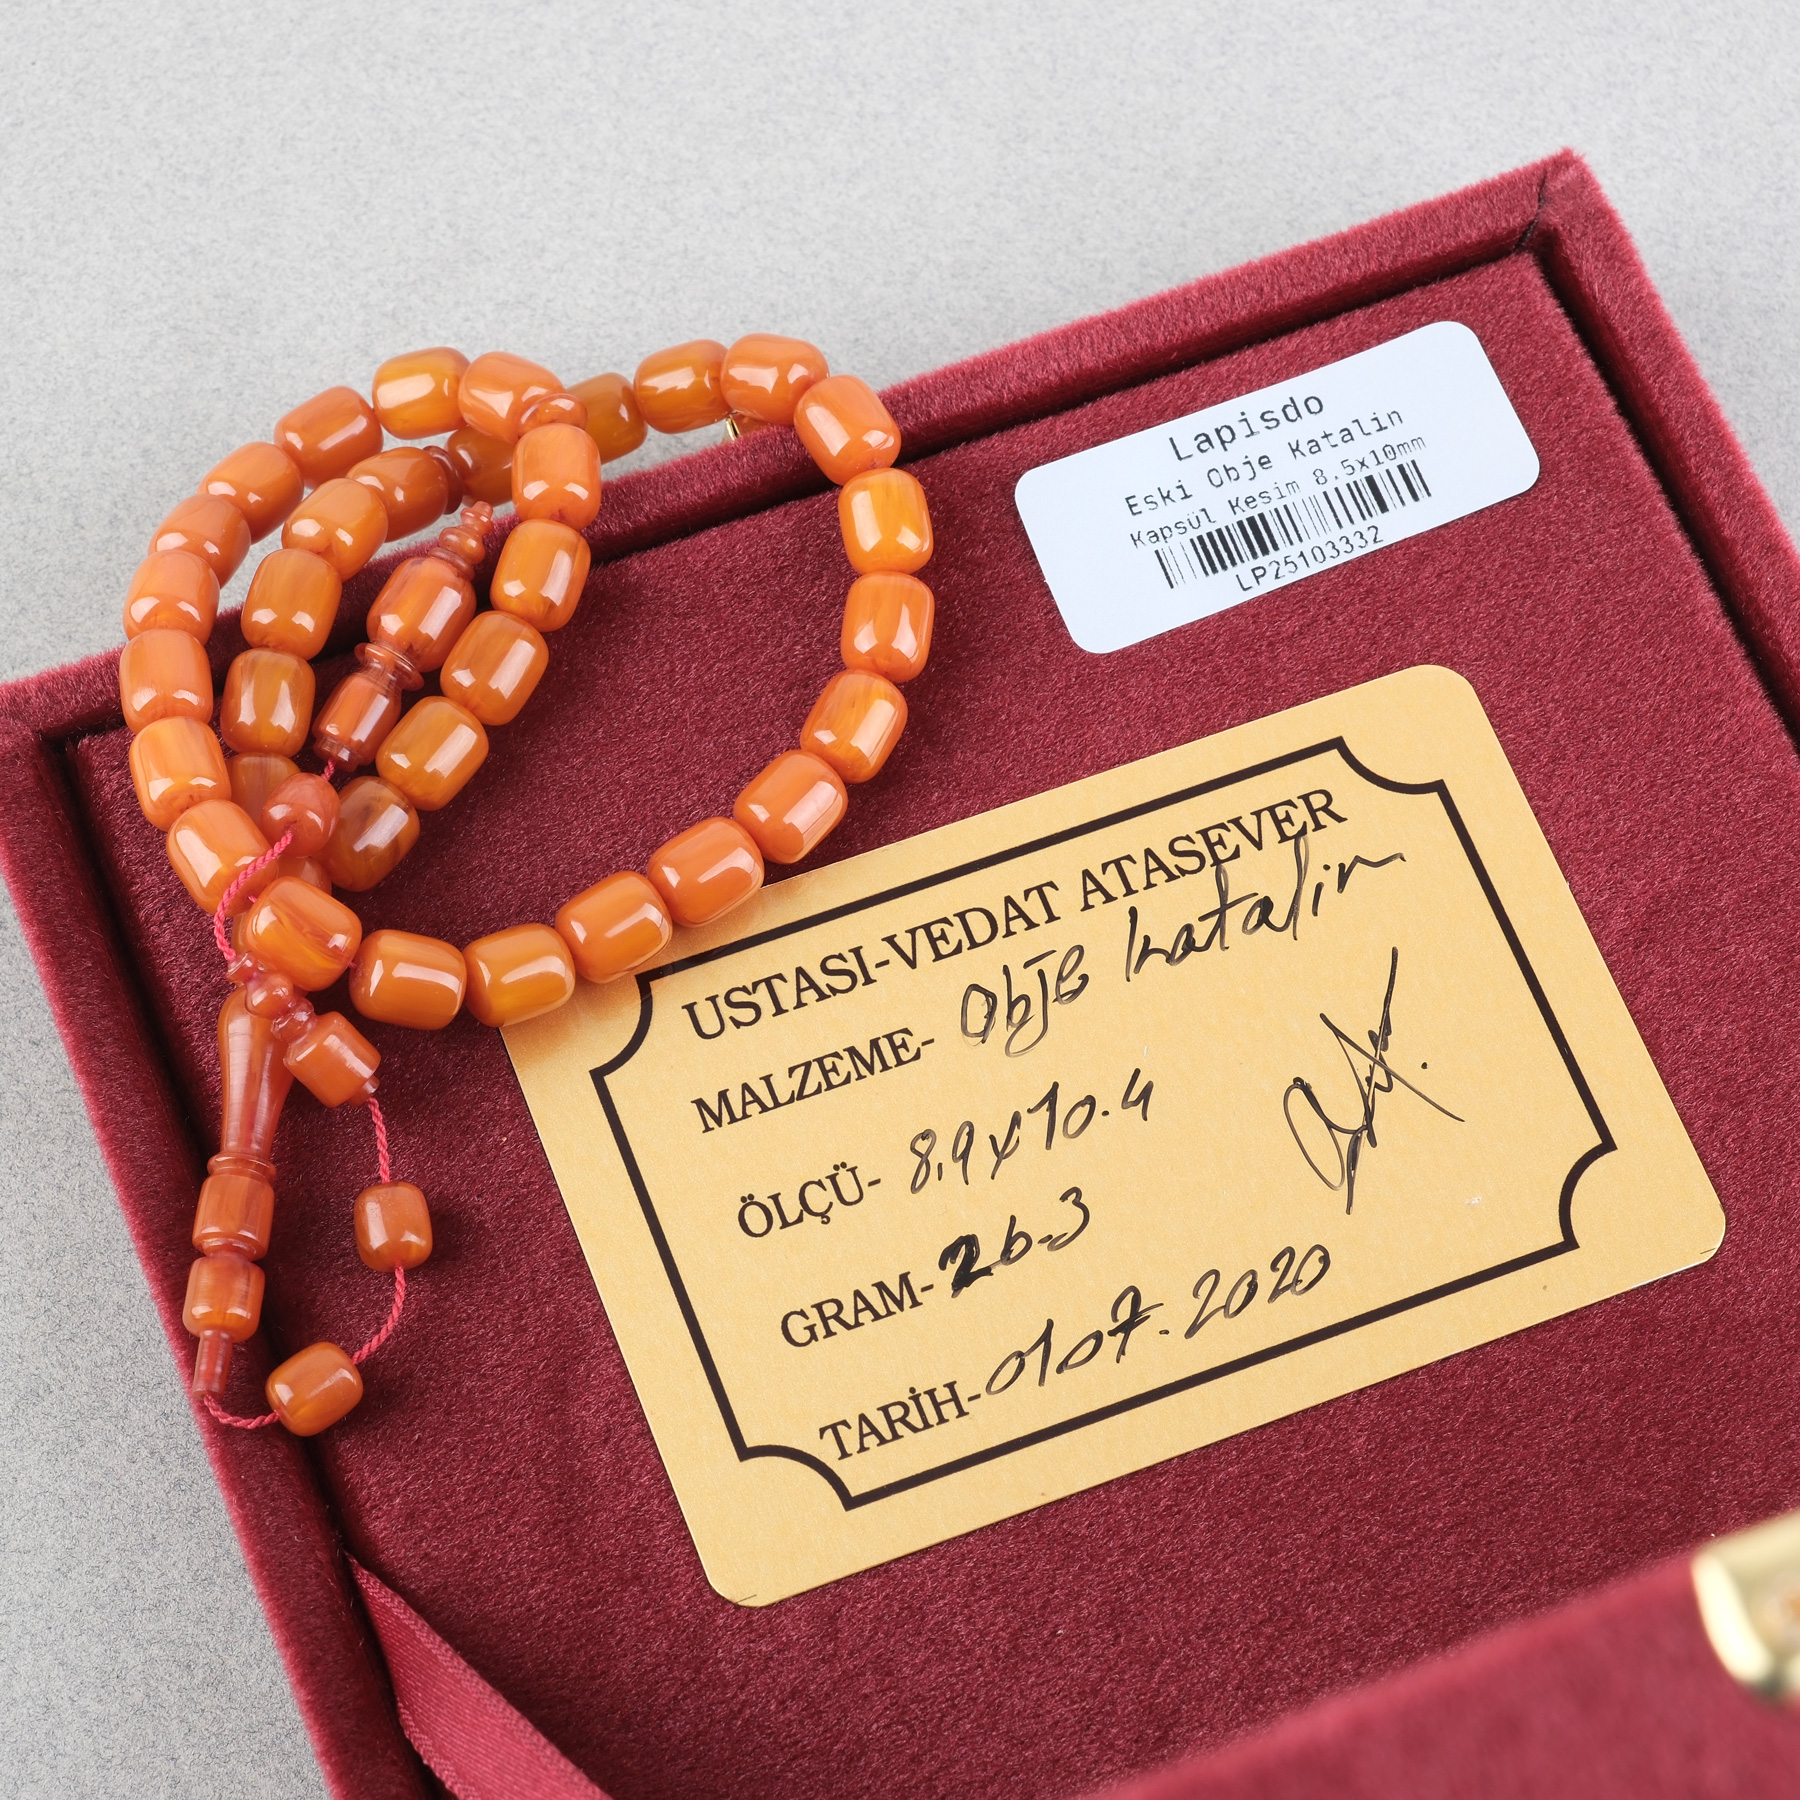 Lapisdo
Eski Obje Katalin
Kapsül Kesim 8.5x10mm
LP25103332
USTASI-VEDAT ATASEVER
MALZEME- Obje katalin
ÖLÇÜ- 8.9x10.4
GRAM- 26.3
TARİH- 01.07.2020